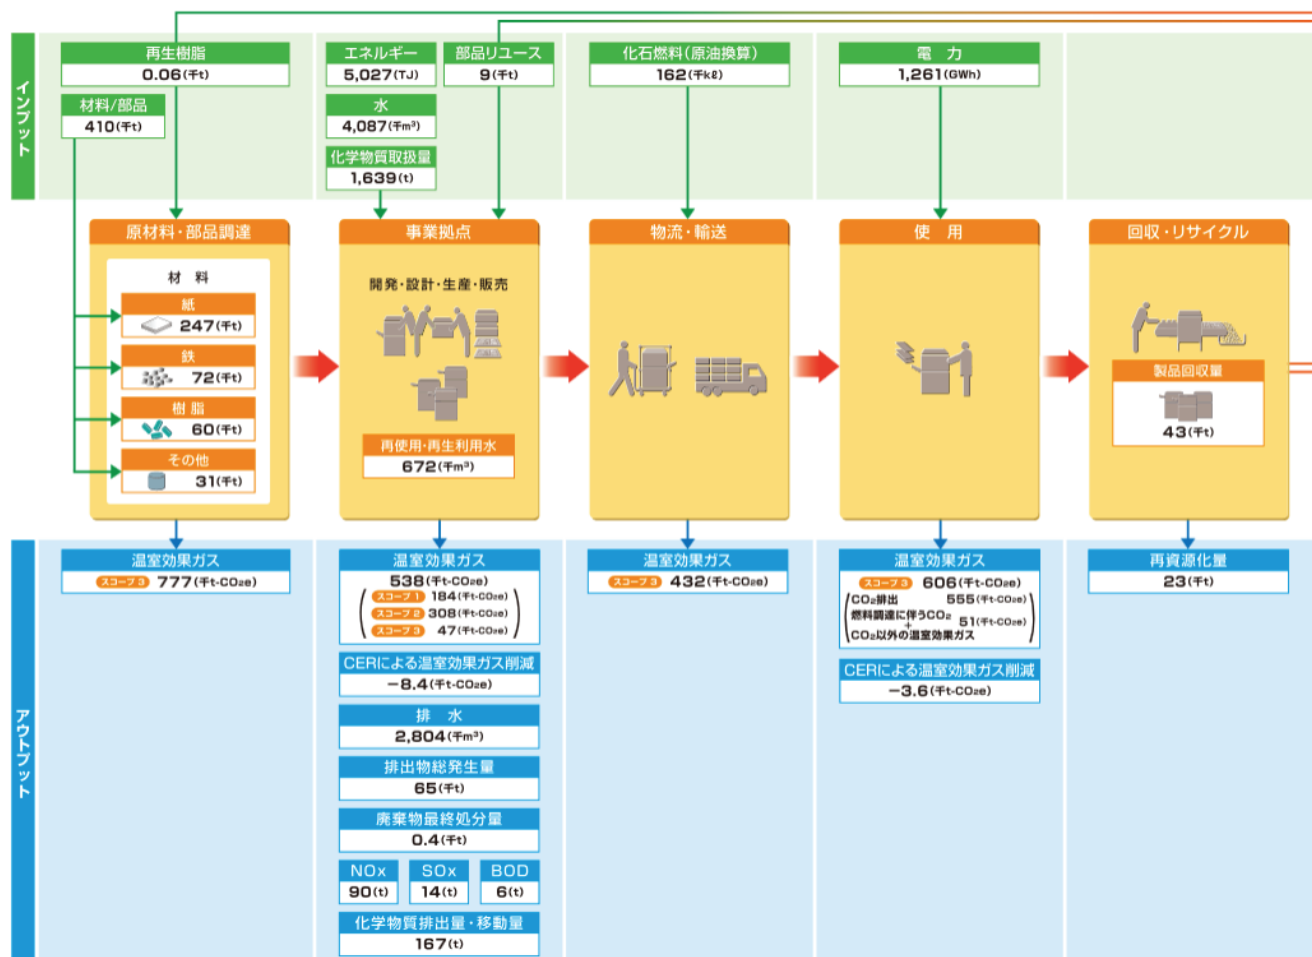 インプット
再生樹脂
0.06(千t)
材料/部品
410(千t)
エネルギー
5,027(TJ)
水
4,087(千m³)
化学物質取扱量
1,639(t)
部品リユース
9(千t)
化石燃料(原油換算)
162(千kℓ)
電 力
1,261(GWh)
原材料・部品調達
材 料
紙
247(千t)
鉄
72(千t)
樹 脂
60(千t)
その他
31(千t)
事業拠点
開発・設計・生産・販売
再使用・再生利用水
672(千m³)
物流・輸送
使 用
回収・リサイクル
製品回収量
43(千t)
アウトプット
温室効果ガス
スコープ3 777(千t-CO₂e)
温室効果ガス
538(千t-CO₂e)
スコープ1 184(千t-CO₂e)
スコープ2 308(千t-CO₂e)
スコープ3 47(千t-CO₂e)
CERによる温室効果ガス削減
−8.4(千t-CO₂e)
排 水
2,804(千m³)
排出物総発生量
65(千t)
廃棄物最終処分量
0.4(千t)
NOx
90(t)
SOx
14(t)
BOD
6(t)
化学物質排出量・移動量
167(t)
温室効果ガス
スコープ3 432(千t-CO₂e)
温室効果ガス
スコープ3 606(千t-CO₂e)
CO₂排出 555(千t-CO₂e)
燃料調達に伴うCO₂
+
CO₂以外の温室効果ガス
51(千t-CO₂e)
CERによる温室効果ガス削減
−3.6(千t-CO₂e)
再資源化量
23(千t)